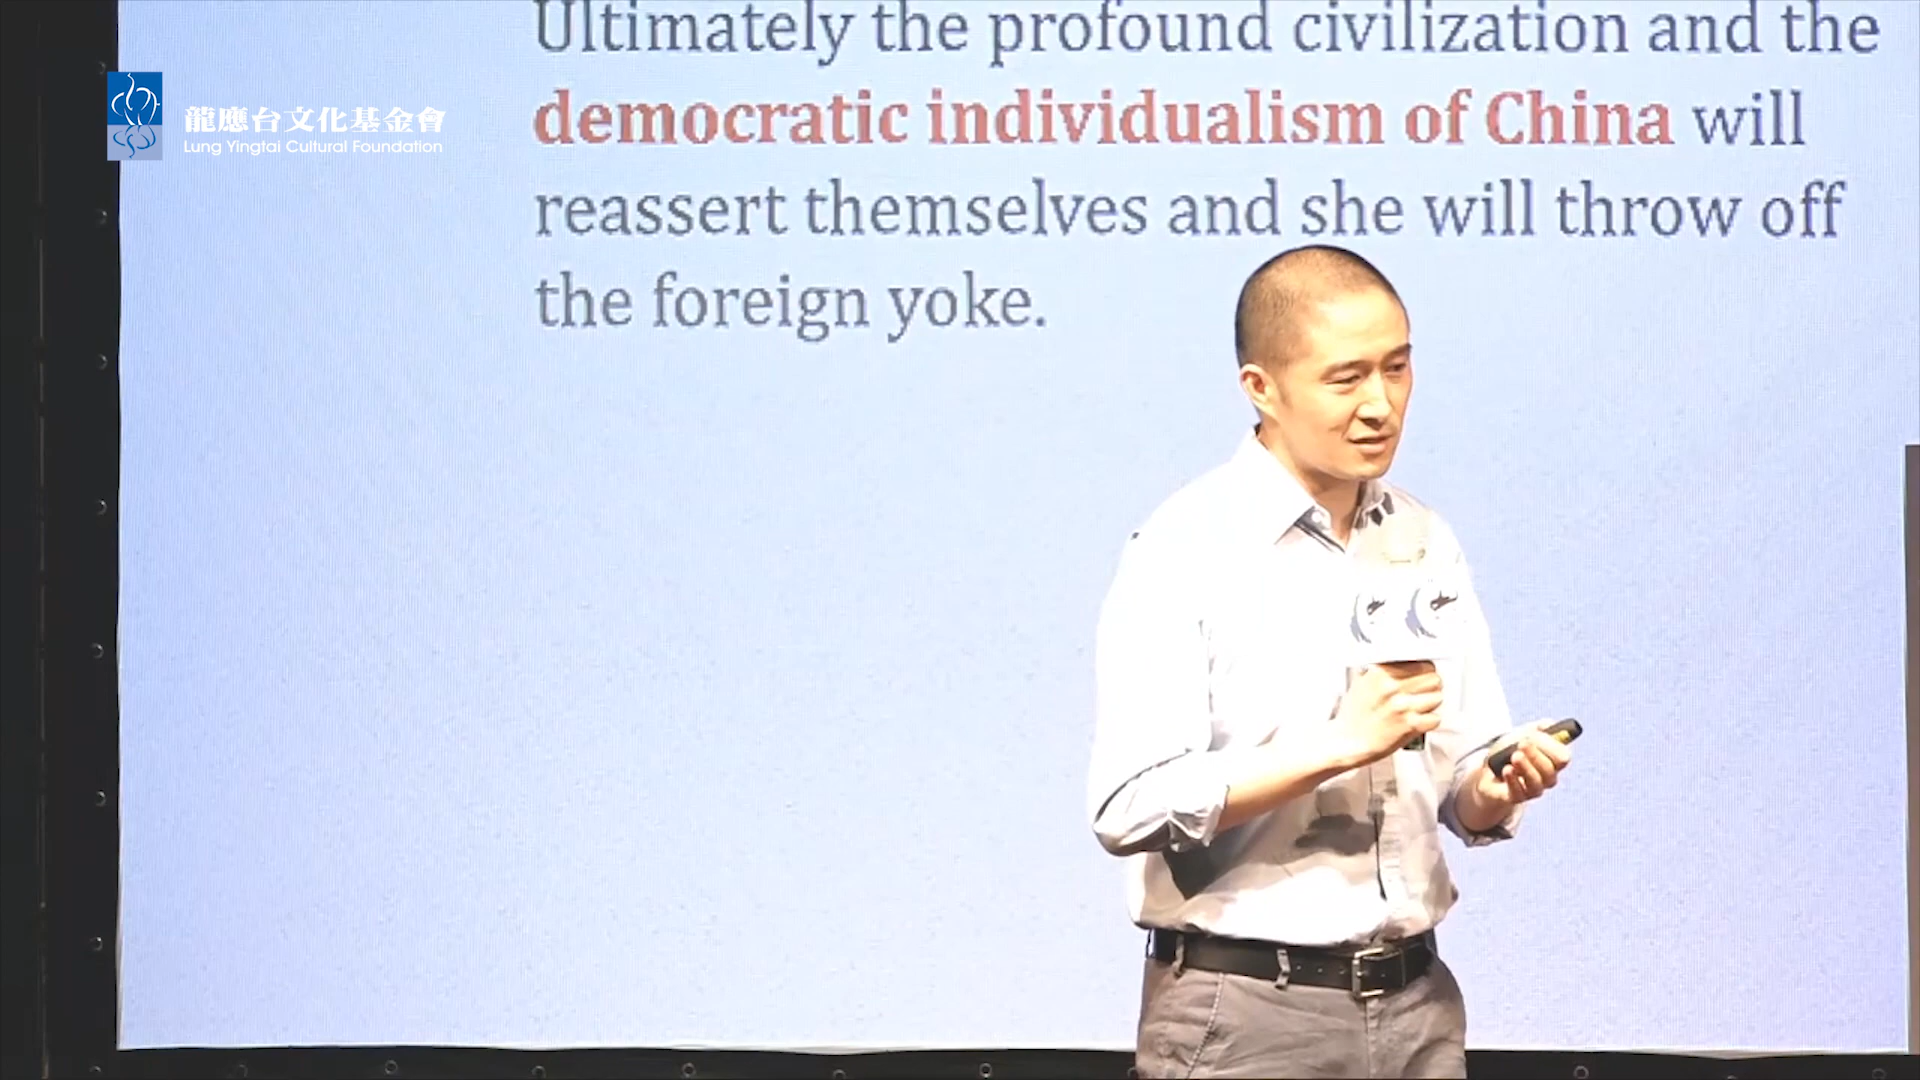 Ultimately the profound civilization and the
democratic individualism of China will
reassert themselves and she will throw off
the foreign yoke.
龍應台文化基金會
Lung Yingtai Cultural Foundation